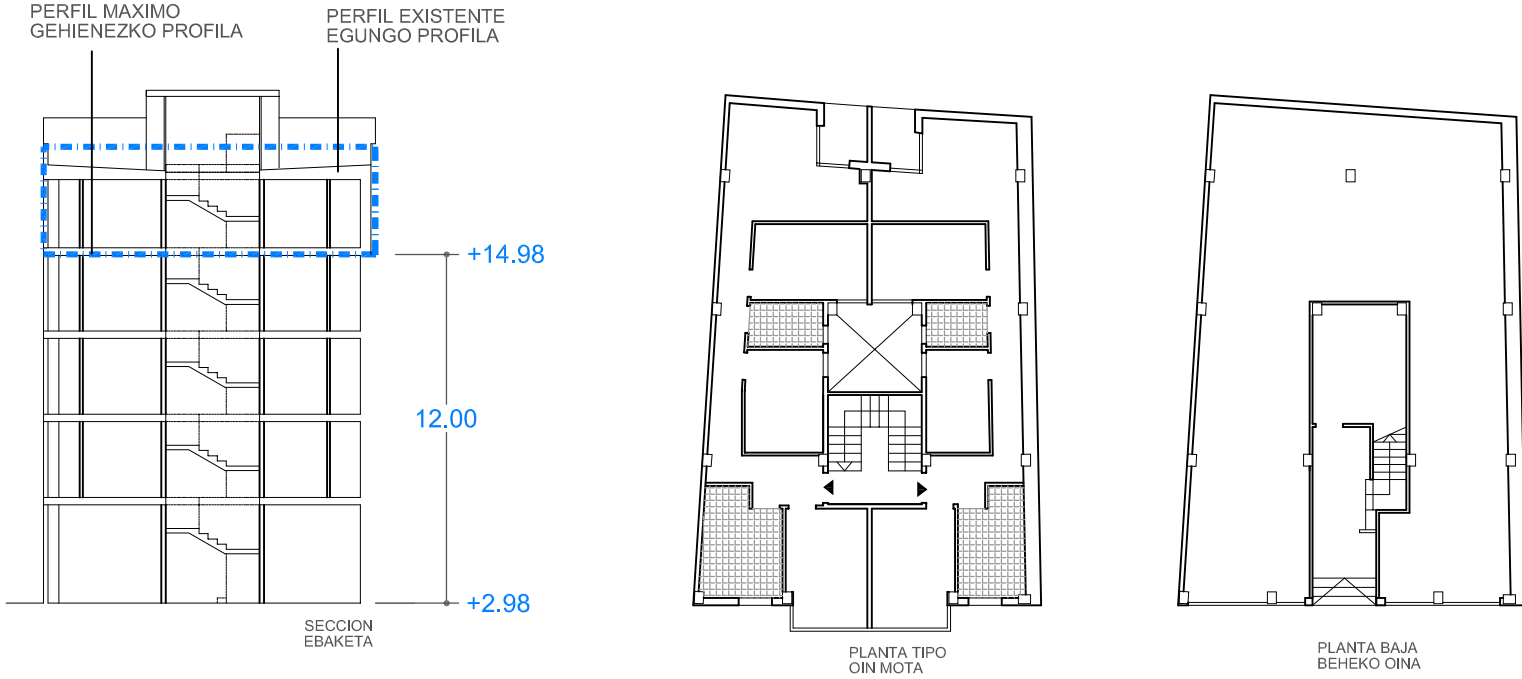 PERFIL MAXIMO
GEHIENEZKO PROFILA
PERFIL EXISTENTE
EGUNGO PROFILA
+14.98
12.00
+2.98
SECCION
EBAKETA
PLANTA TIPO
OIN MOTA
PLANTA BAJA
BEHEKO OINA